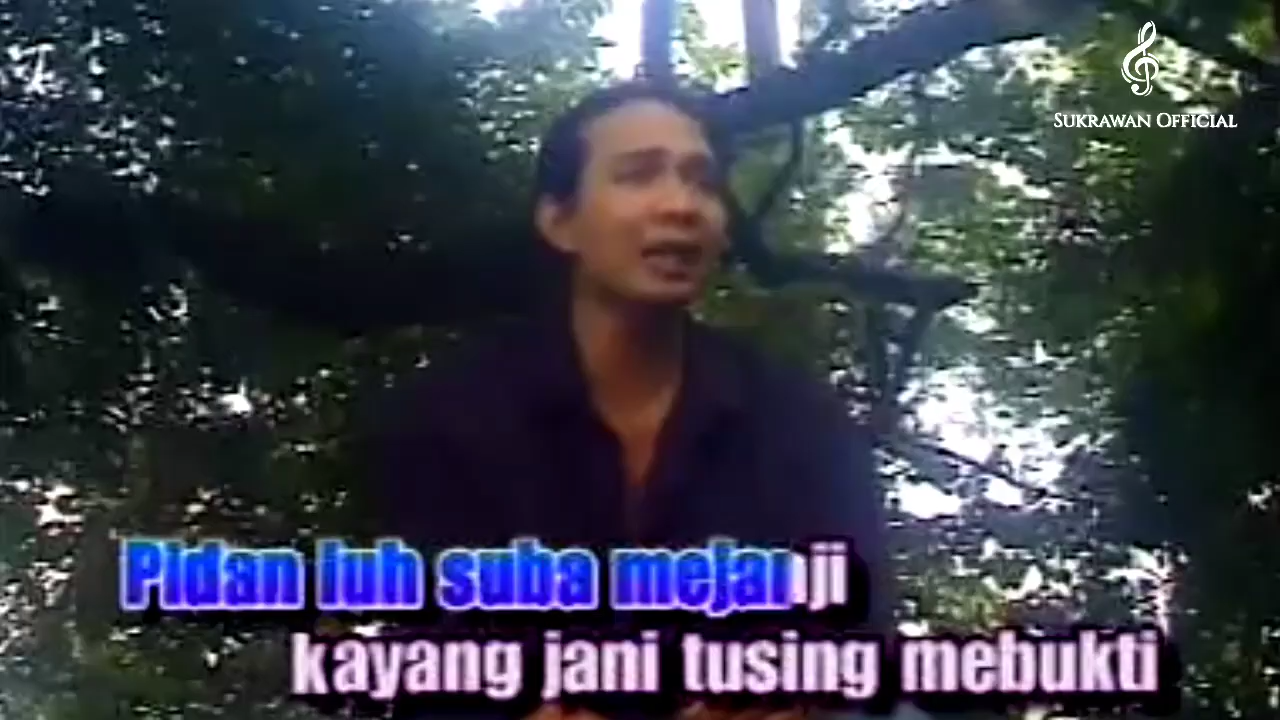 SUKRAWAN OFFICIAL
Pidan luh suba mejanji
kayang jani tusing mebukti